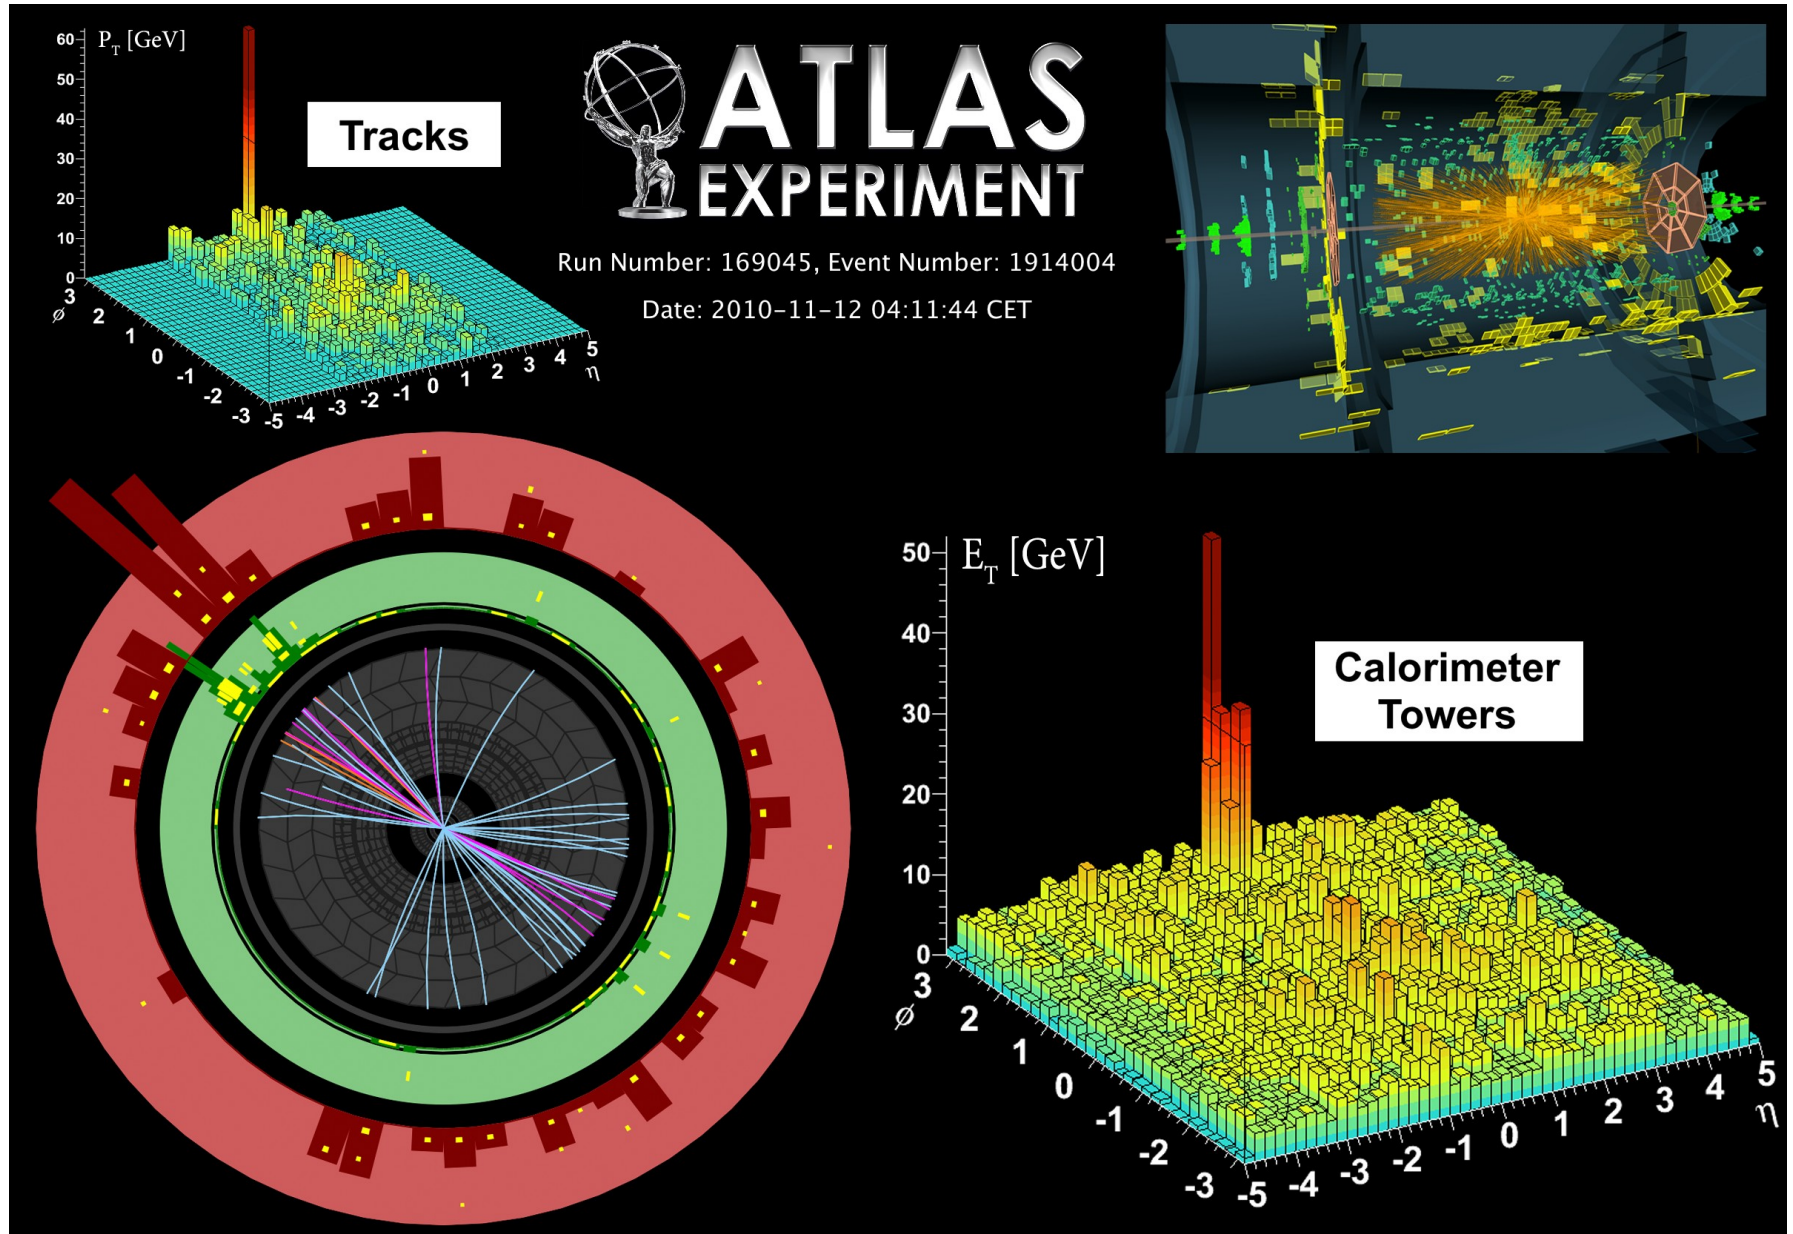 P_T [GeV]
60
50
40
30
20
10
0
3
2
1
0
-1
-2
-3
ϕ
-5 -4 -3 -2 -1 0 1 2 3 4 5
η
Tracks
ATLAS
EXPERIMENT
Run Number: 169045, Event Number: 1914004
Date: 2010-11-12 04:11:44 CET
E_T [GeV]
50
40
30
20
10
0
3
2
1
0
-1
-2
-3
ϕ
-5 -4 -3 -2 -1 0 1 2 3 4 5
η
Calorimeter
Towers